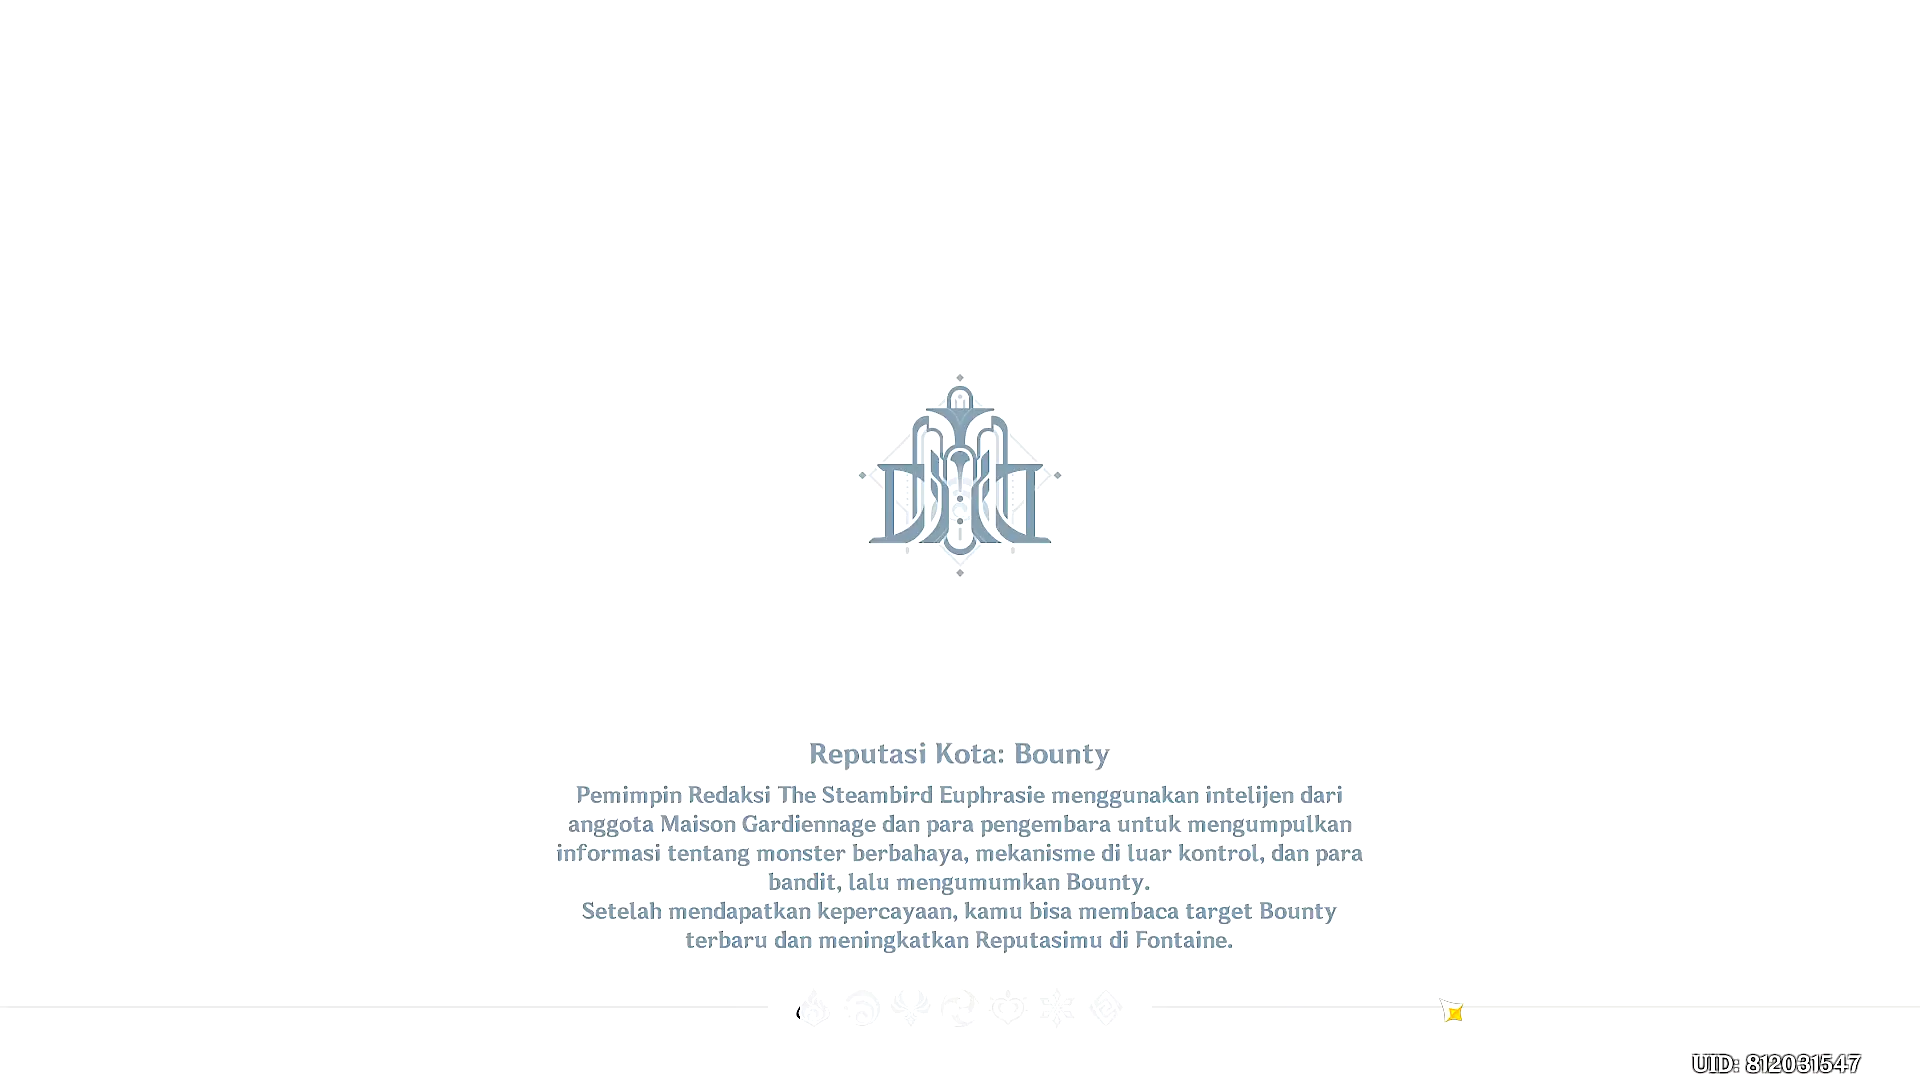 Reputasi Kota: Bounty
Pemimpin Redaksi The Steambird Euphrasie menggunakan intelijen dari
anggota Maison Gardiennage dan para pengembara untuk mengumpulkan
informasi tentang monster berbahaya, mekanisme di luar kontrol, dan para
bandit, lalu mengumumkan Bounty.
Setelah mendapatkan kepercayaan, kamu bisa membaca target Bounty
terbaru dan meningkatkan Reputasimu di Fontaine.
UID: 812031547